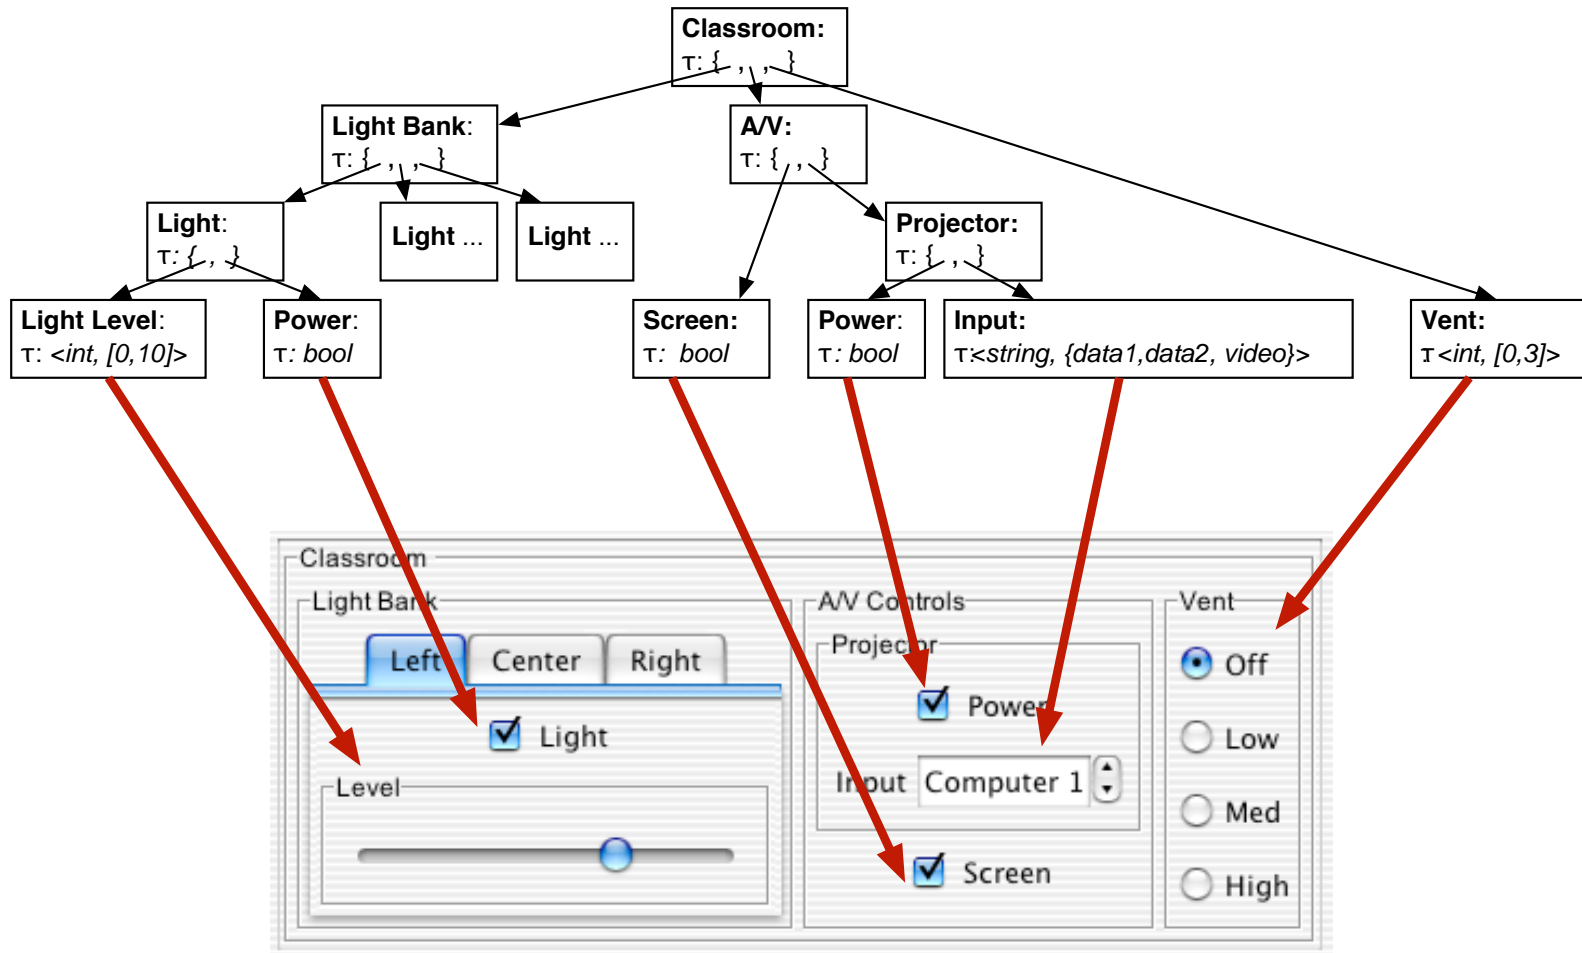 Classroom:
τ: { , , }
Light Bank:
τ: { , , }
A/V:
τ: { , }
Light:
τ: { , }
Light ...
Light ...
Projector:
τ: { , }
Light Level:
τ: <int, [0,10]>
Power:
τ: bool
Screen:
τ: bool
Power:
τ: bool
Input:
τ:<string, {data1,data2, video}>
Vent:
τ <int, [0,3]>
Classroom
Light Bank
Left Center Right
Light
Level
A/V Controls
Projector
Power
Input Computer 1
Screen
Vent
Off
Low
Med
High